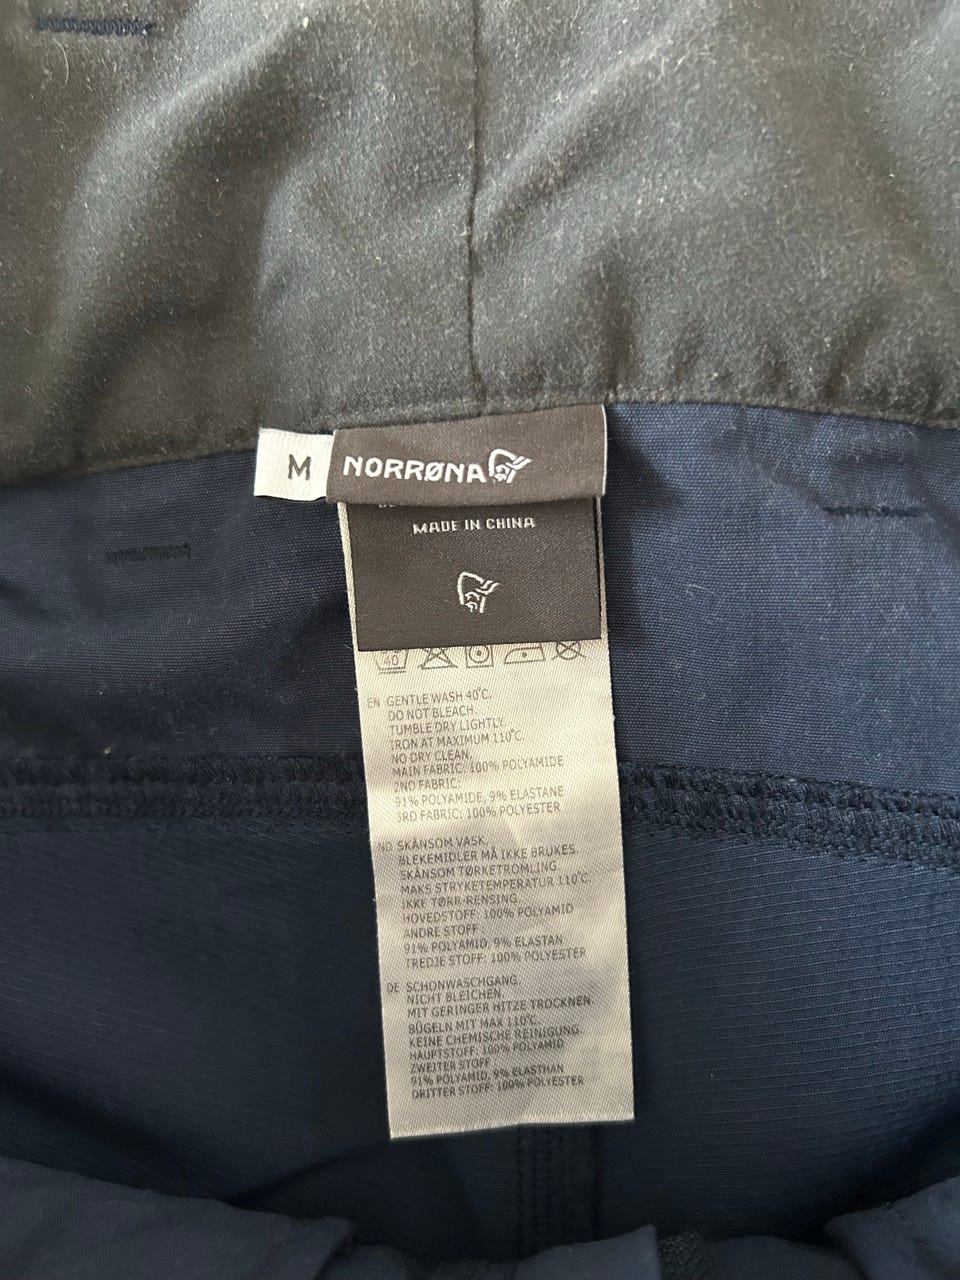 M
NORRØNA
MADE IN CHINA
40
EN GENTLE WASH 40°C.
DO NOT BLEACH.
TUMBLE DRY LIGHTLY.
IRON AT MAXIMUM 110°C.
NO DRY CLEAN.
MAIN FABRIC: 100% POLYAMIDE
2ND FABRIC:
91% POLYAMIDE, 9% ELASTANE
3RD FABRIC: 100% POLYESTER
NO SKÅNSOM VASK.
BLEKEMIDLER MÅ IKKE BRUKES.
SKÅNSOM TØRKETROMLING.
MAKS STRYKETEMPERATUR 110°C.
IKKE TØRR-RENSING.
HOVEDSTOFF: 100% POLYAMID
ANDRE STOFF :
91% POLYAMID, 9% ELASTAN
TREDJE STOFF: 100% POLYESTER
DE SCHONWASCHGANG.
NICHT BLEICHEN.
MIT GERINGER HITZE TROCKNEN.
BÜGELN MIT MAX 110°C.
KEINE CHEMISCHE REINIGUNG
HAUPTSTOFF: 100% POLYAMID
ZWEITER STOFF
91% POLYAMID, 9% ELASTHAN
DRITTER STOFF: 100% POLYESTER